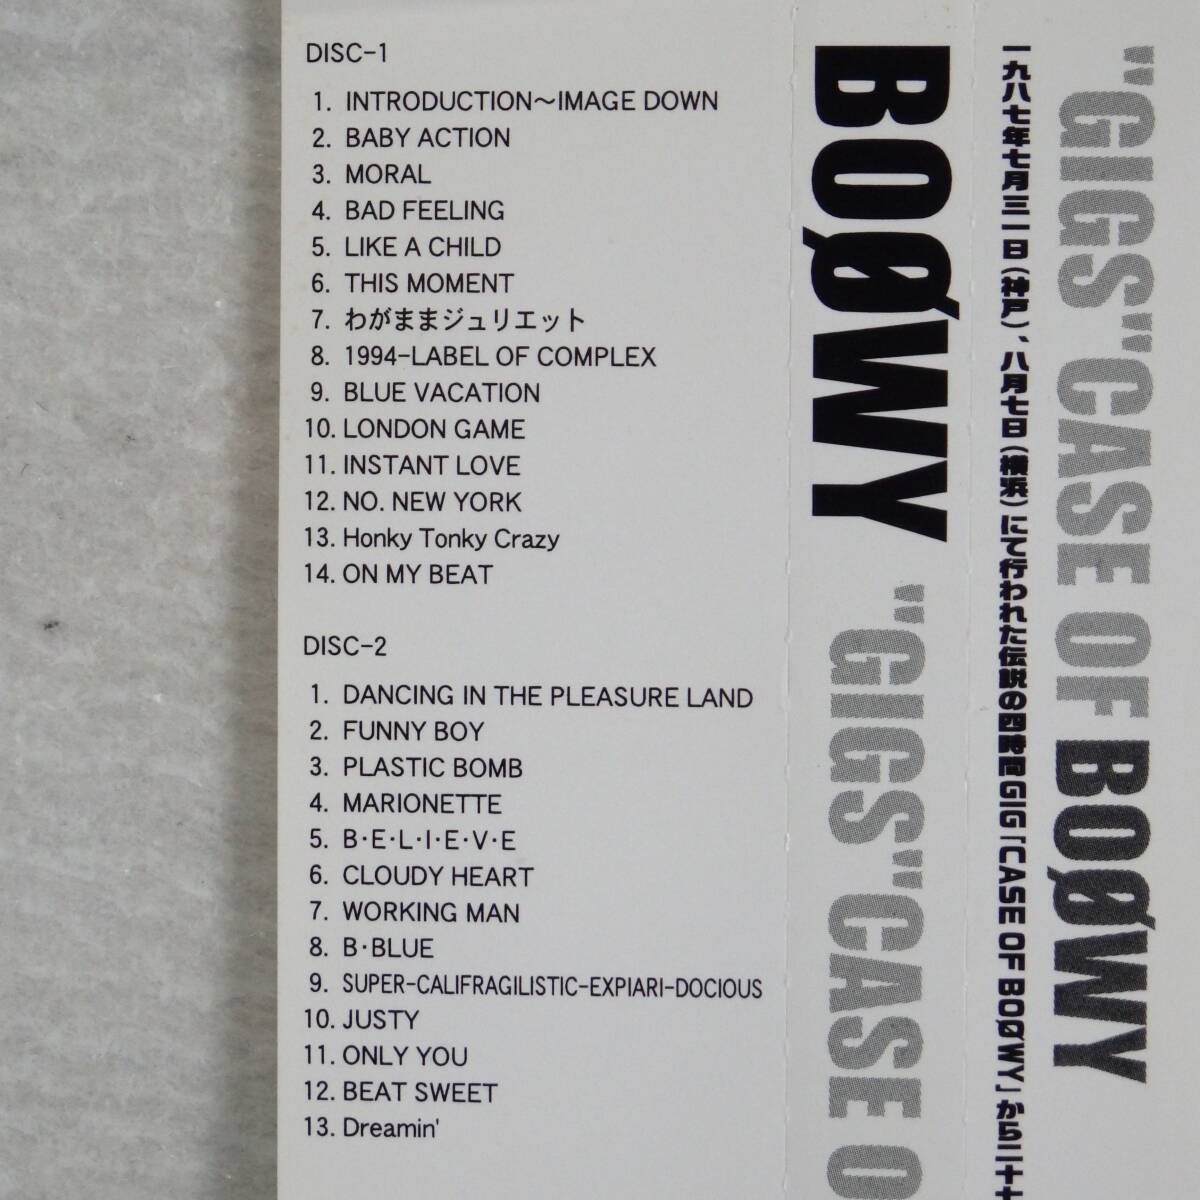 DISC-1
1. INTRODUCTION～IMAGE DOWN
2. BABY ACTION
3. MORAL
4. BAD FEELING
5. LIKE A CHILD
6. THIS MOMENT
7. わがままジュリエット
8. 1994-LABEL OF COMPLEX
9. BLUE VACATION
10. LONDON GAME
11. INSTANT LOVE
12. NO. NEW YORK
13. Honky Tonky Crazy
14. ON MY BEAT
DISC-2
1. DANCING IN THE PLEASURE LAND
2. FUNNY BOY
3. PLASTIC BOMB
4. MARIONETTE
5. B・E・L・I・E・V・E
6. CLOUDY HEART
7. WORKING MAN
8. B・BLUE
9. SUPER-CALIFRAGILISTIC-EXPIARI-DOCIOUS
10. JUSTY
11. ONLY YOU
12. BEAT SWEET
13. Dreamin'
BOØWY "GIGS" CASE O
一九八七年七月三一日(神戸)、八月七日(横浜)にて行われた伝説の四時間GIG「CASE OF BOØWY」から二十七
"GIGS" CASE OF BOØWY